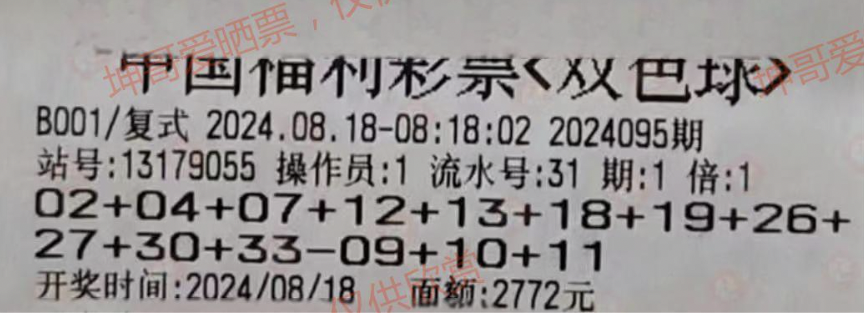 中国福利彩票<双色球>
B001/复式 2024.08.18-08:18:02 2024095期
站号:13179055 操作员:1 流水号:31 期:1 倍:1
02+04+07+12+13+18+19+26+
27+30+33-09+10+11
开奖时间:2024/08/18 面额:2772元
坤哥爱晒票，仅供
坤哥爱
仅供欣赏